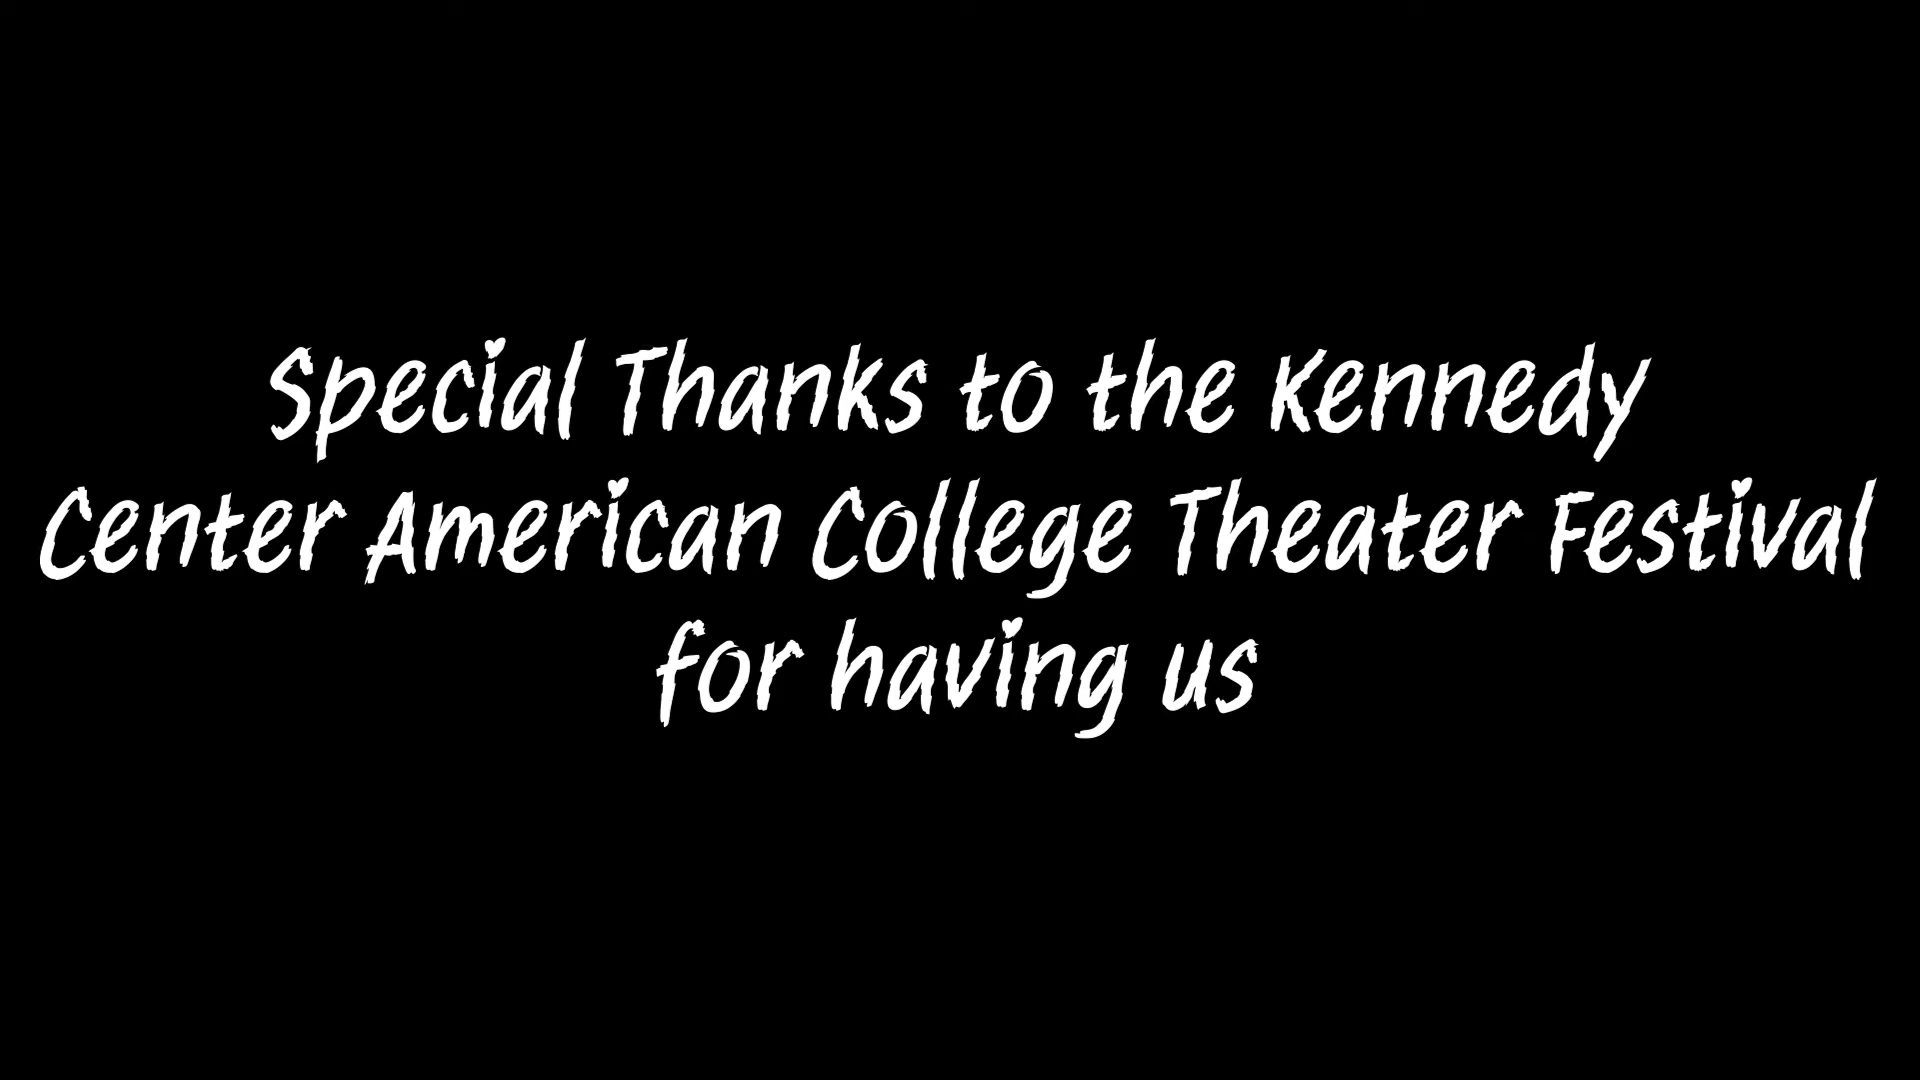 Special Thanks to the Kennedy
Center American College Theater Festival
for having us